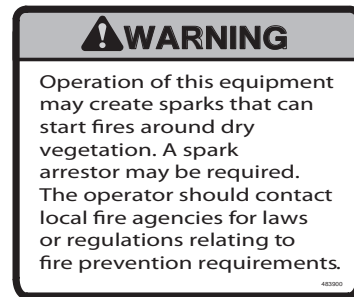 WARNING
Operation of this equipment
may create sparks that can
start fires around dry
vegetation. A spark
arrestor may be required.
The operator should contact
local fire agencies for laws
or regulations relating to
fire prevention requirements.
483900